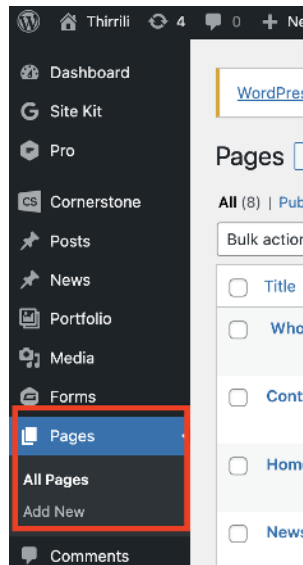 Thirrili 4 0 + Ne
Dashboard
Site Kit
Pro
Cornerstone
Posts
News
Portfolio
Media
Forms
Pages
All Pages
Add New
Comments
WordPres
Pages
All (8) | Pub
Bulk action
Title
Who
Cont
Hom
News